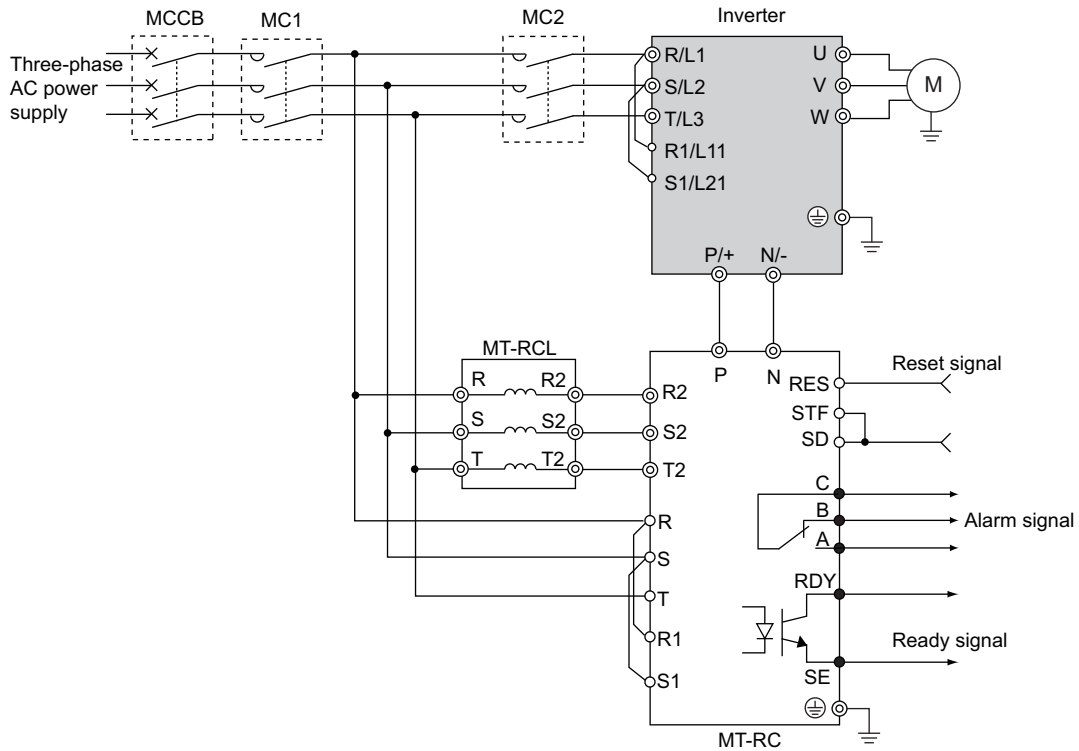 MCCB
MC1
MC2
Inverter
Three-phase
AC power
supply
R/L1
S/L2
T/L3
R1/L11
S1/L21
U
V
W
M
P/+
N/-
MT-RCL
R
R2
S
S2
T
T2
R2
S2
T2
R
S
T
R1
S1
P
N
RES
STF
SD
C
B
A
RDY
SE
Reset signal
Alarm signal
Ready signal
MT-RC